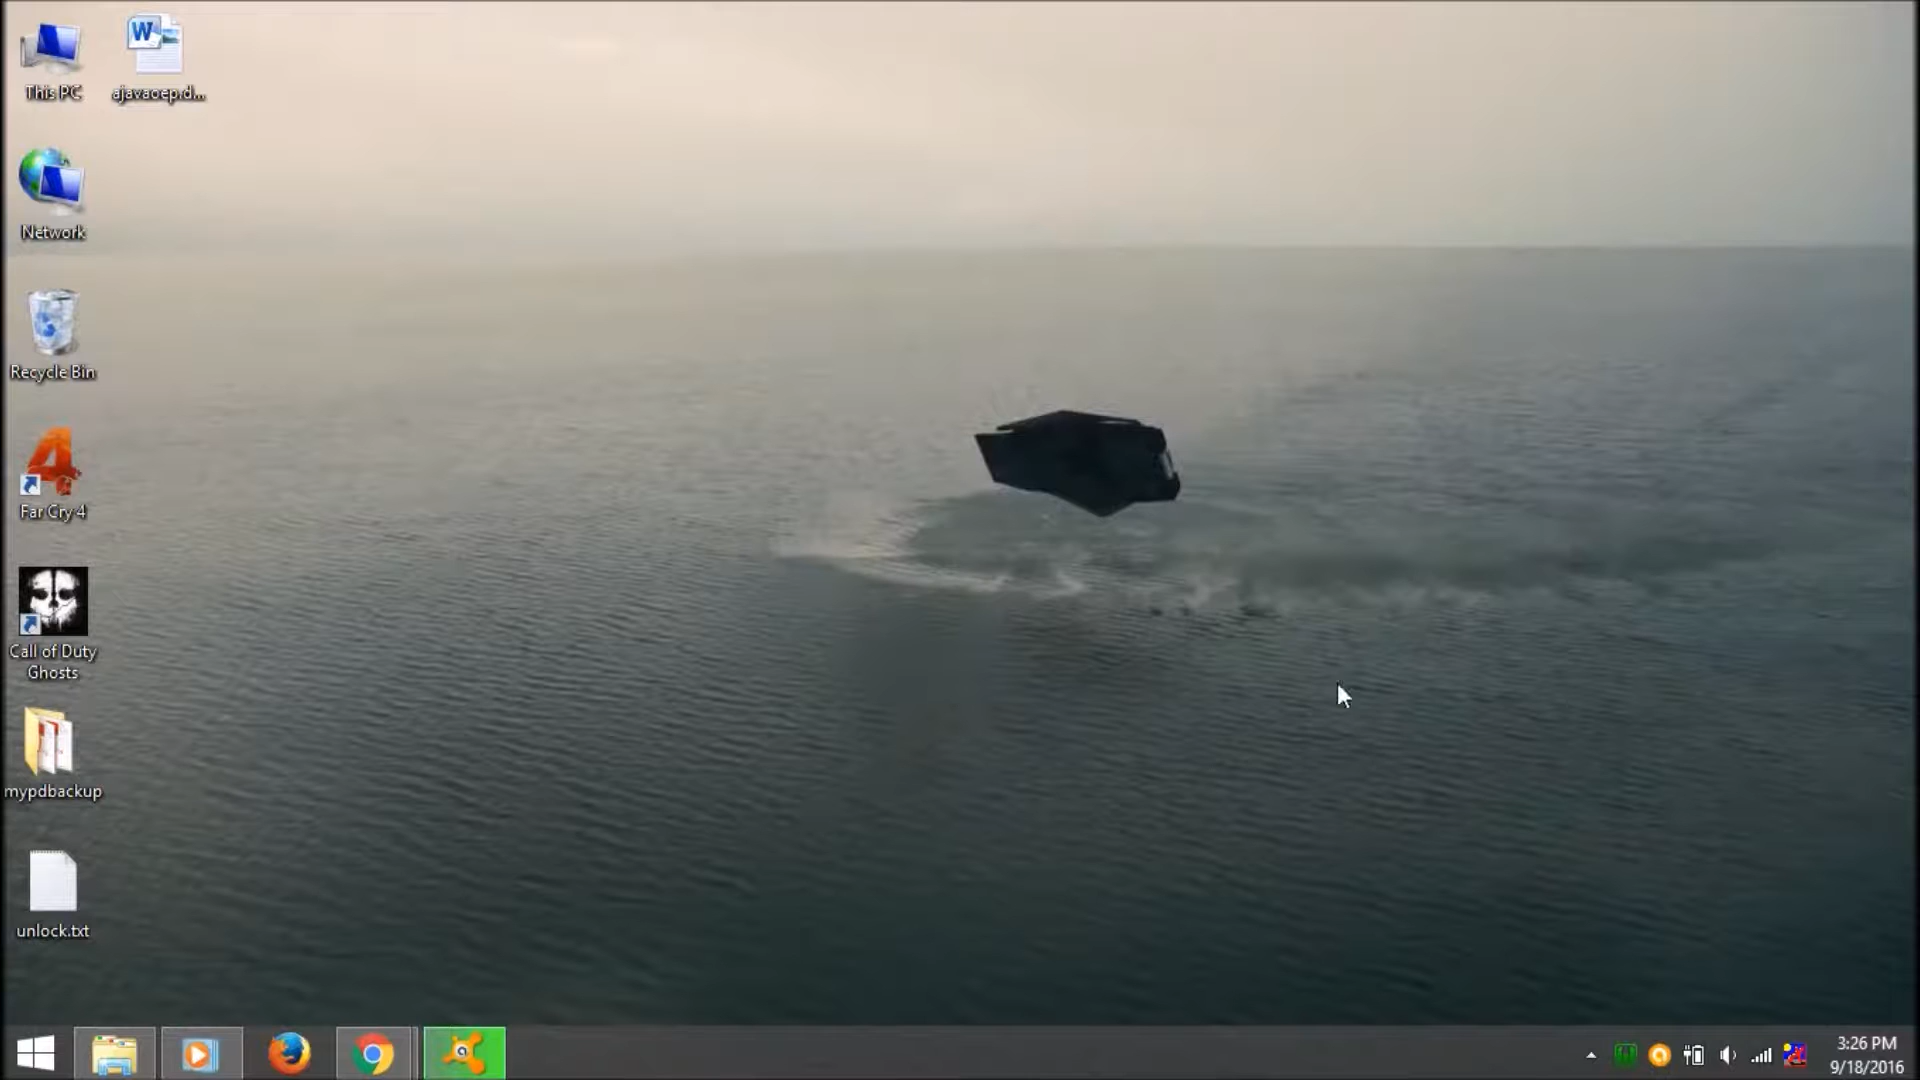 This PC
ajavaoep.d...
Network
Recycle Bin
Far Cry 4
Call of Duty
Ghosts
mypdbackup
unlock.txt
3:26 PM
9/18/2016